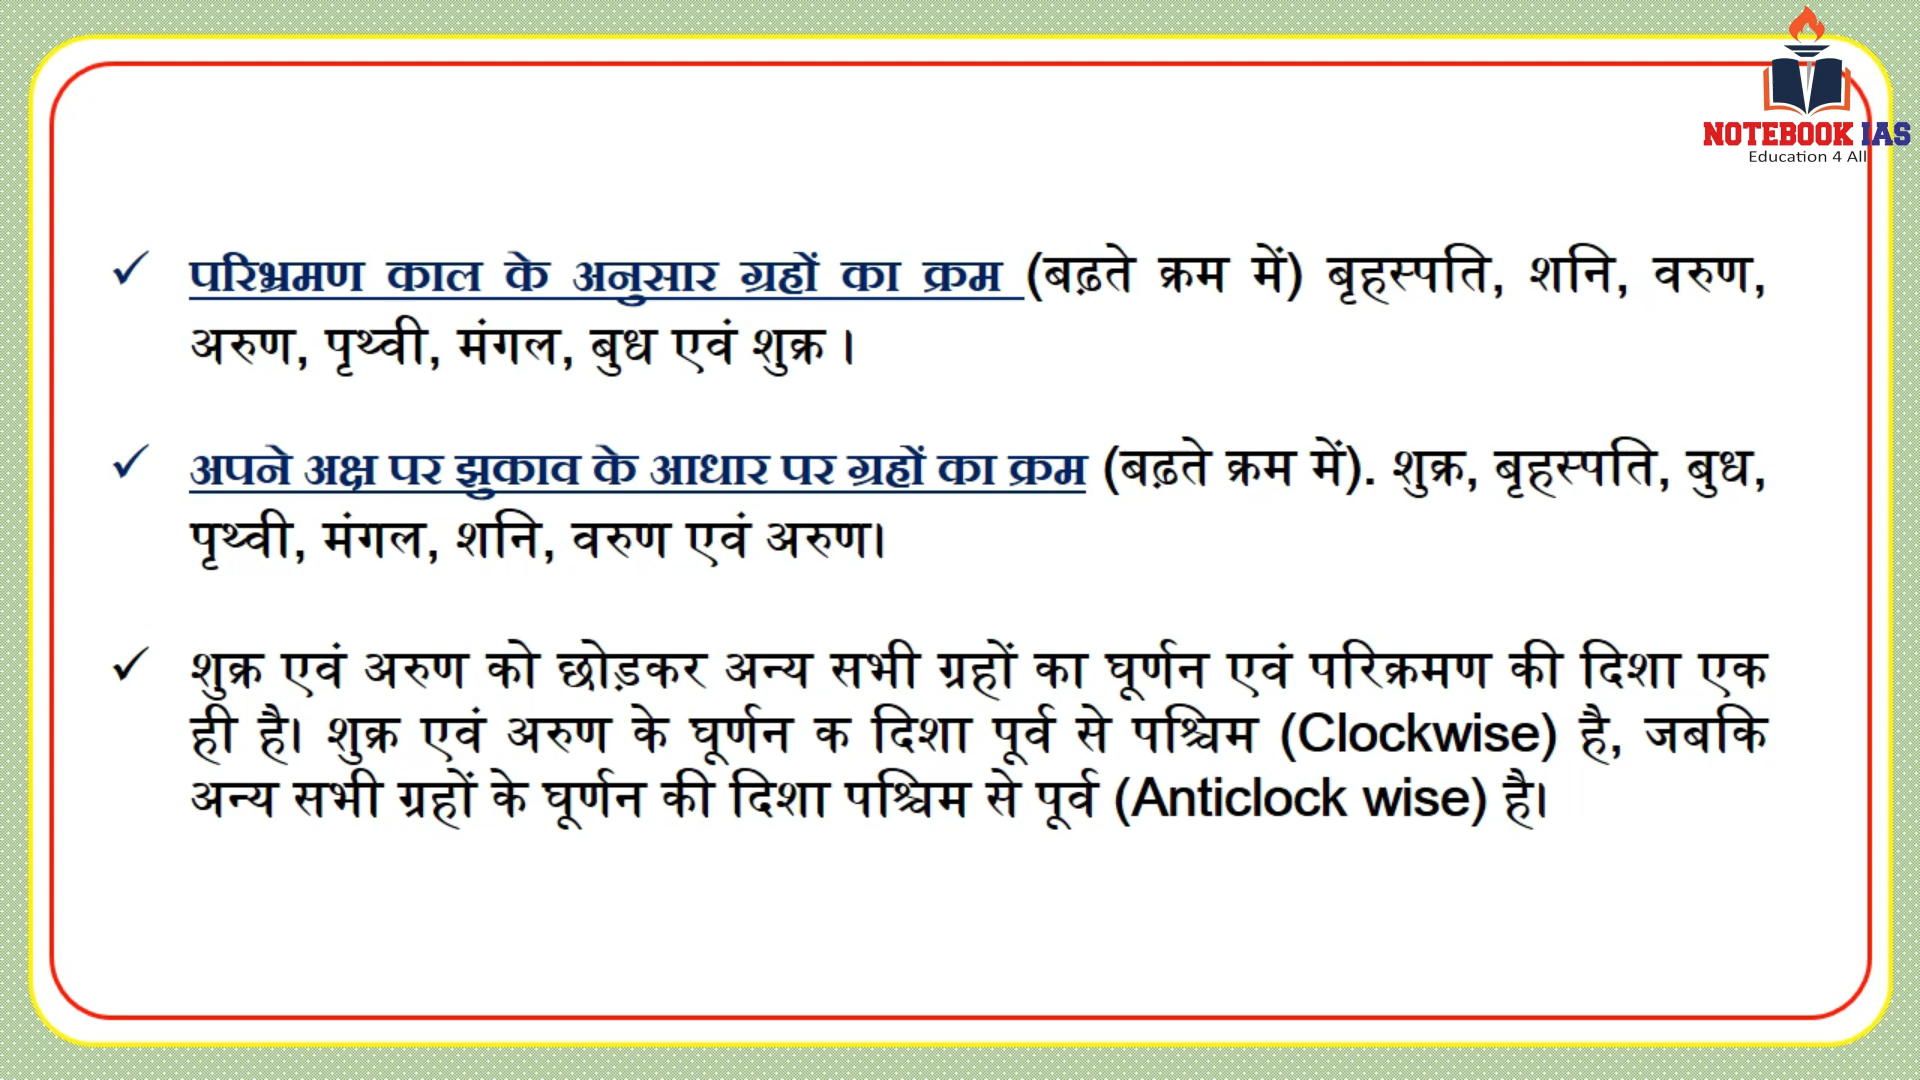 NOTEBOOK IAS
Education 4 All
परिभ्रमण काल के अनुसार ग्रहों का क्रम (बढ़ते क्रम में) बृहस्पति, शनि, वरुण,
अरुण, पृथ्वी, मंगल, बुध एवं शुक्र ।
अपने अक्ष पर झुकाव के आधार पर ग्रहों का क्रम (बढ़ते क्रम में). शुक्र, बृहस्पति, बुध,
पृथ्वी, मंगल, शनि, वरुण एवं अरुण।
शुक्र एवं अरुण को छोड़कर अन्य सभी ग्रहों का घूर्णन एवं परिक्रमण की दिशा एक
ही है। शुक्र एवं अरुण के घूर्णन क दिशा पूर्व से पश्चिम (Clockwise) है, जबकि
अन्य सभी ग्रहों के घूर्णन की दिशा पश्चिम से पूर्व (Anticlock wise) है।